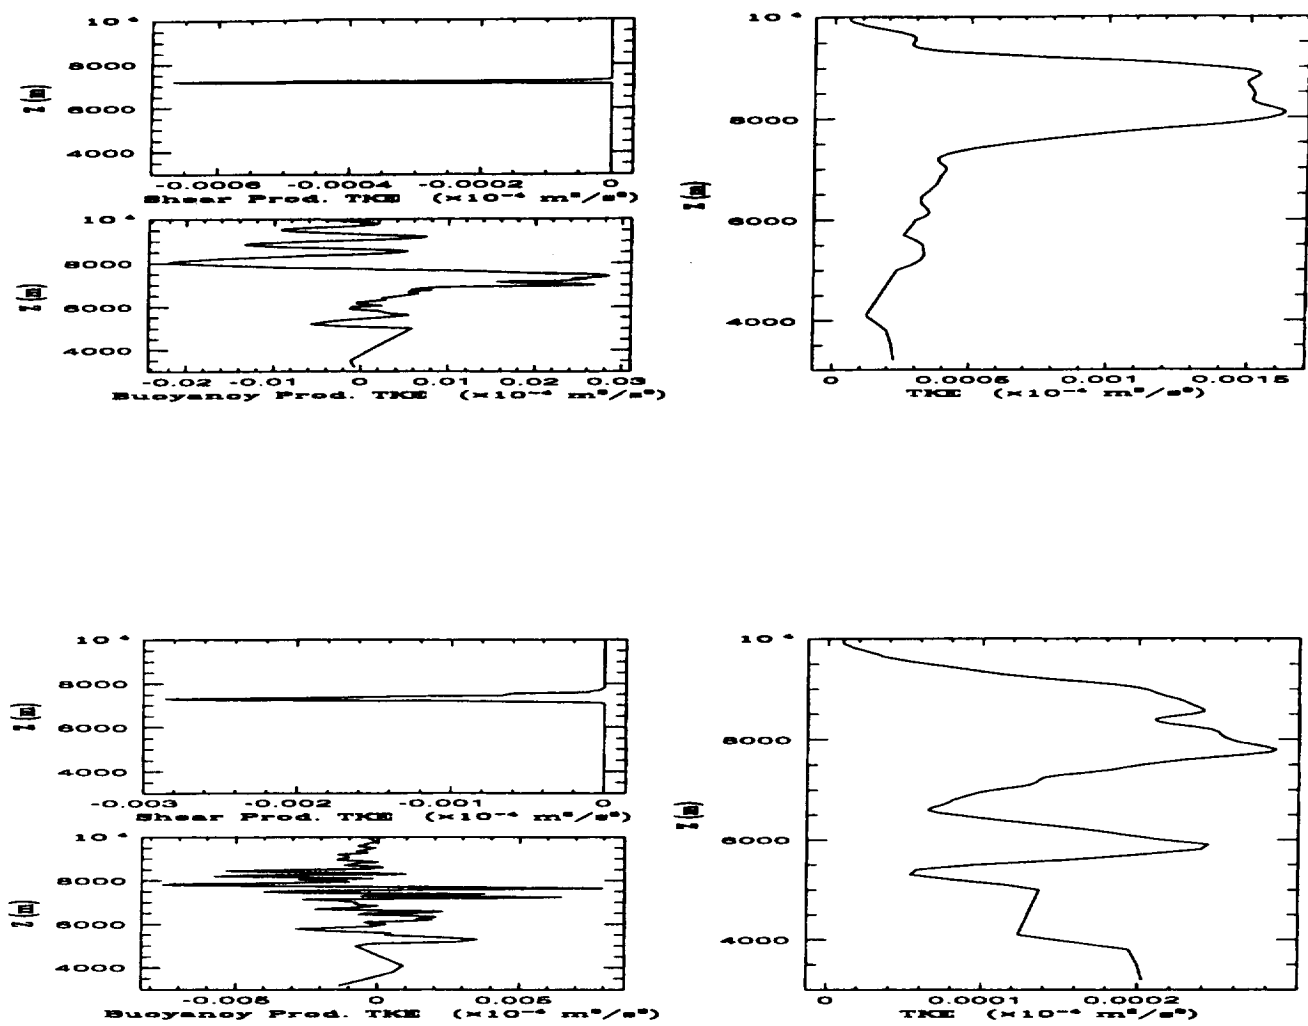 10⁴
8000
6000
4000
Z (m)
-0.0006 -0.0004 -0.0002 0
Shear Prod. TKE (×10⁻⁴ m²/s³)
10⁴
8000
6000
4000
Z (m)
-0.02 -0.01 0 0.01 0.02 0.03
Buoyancy Prod. TKE (×10⁻⁴ m²/s³)
10⁴
8000
6000
4000
Z (m)
0 0.0005 0.001 0.0015
TKE (×10⁻⁴ m²/s²)
10⁴
8000
6000
4000
Z (m)
-0.003 -0.002 -0.001 0
Shear Prod. TKE (×10⁻⁴ m²/s³)
10⁴
8000
6000
4000
Z (m)
-0.005 0 0.005
Buoyancy Prod. TKE (×10⁻⁴ m²/s³)
10⁴
8000
6000
4000
Z (m)
0 0.0001 0.0002
TKE (×10⁻⁴ m²/s²)